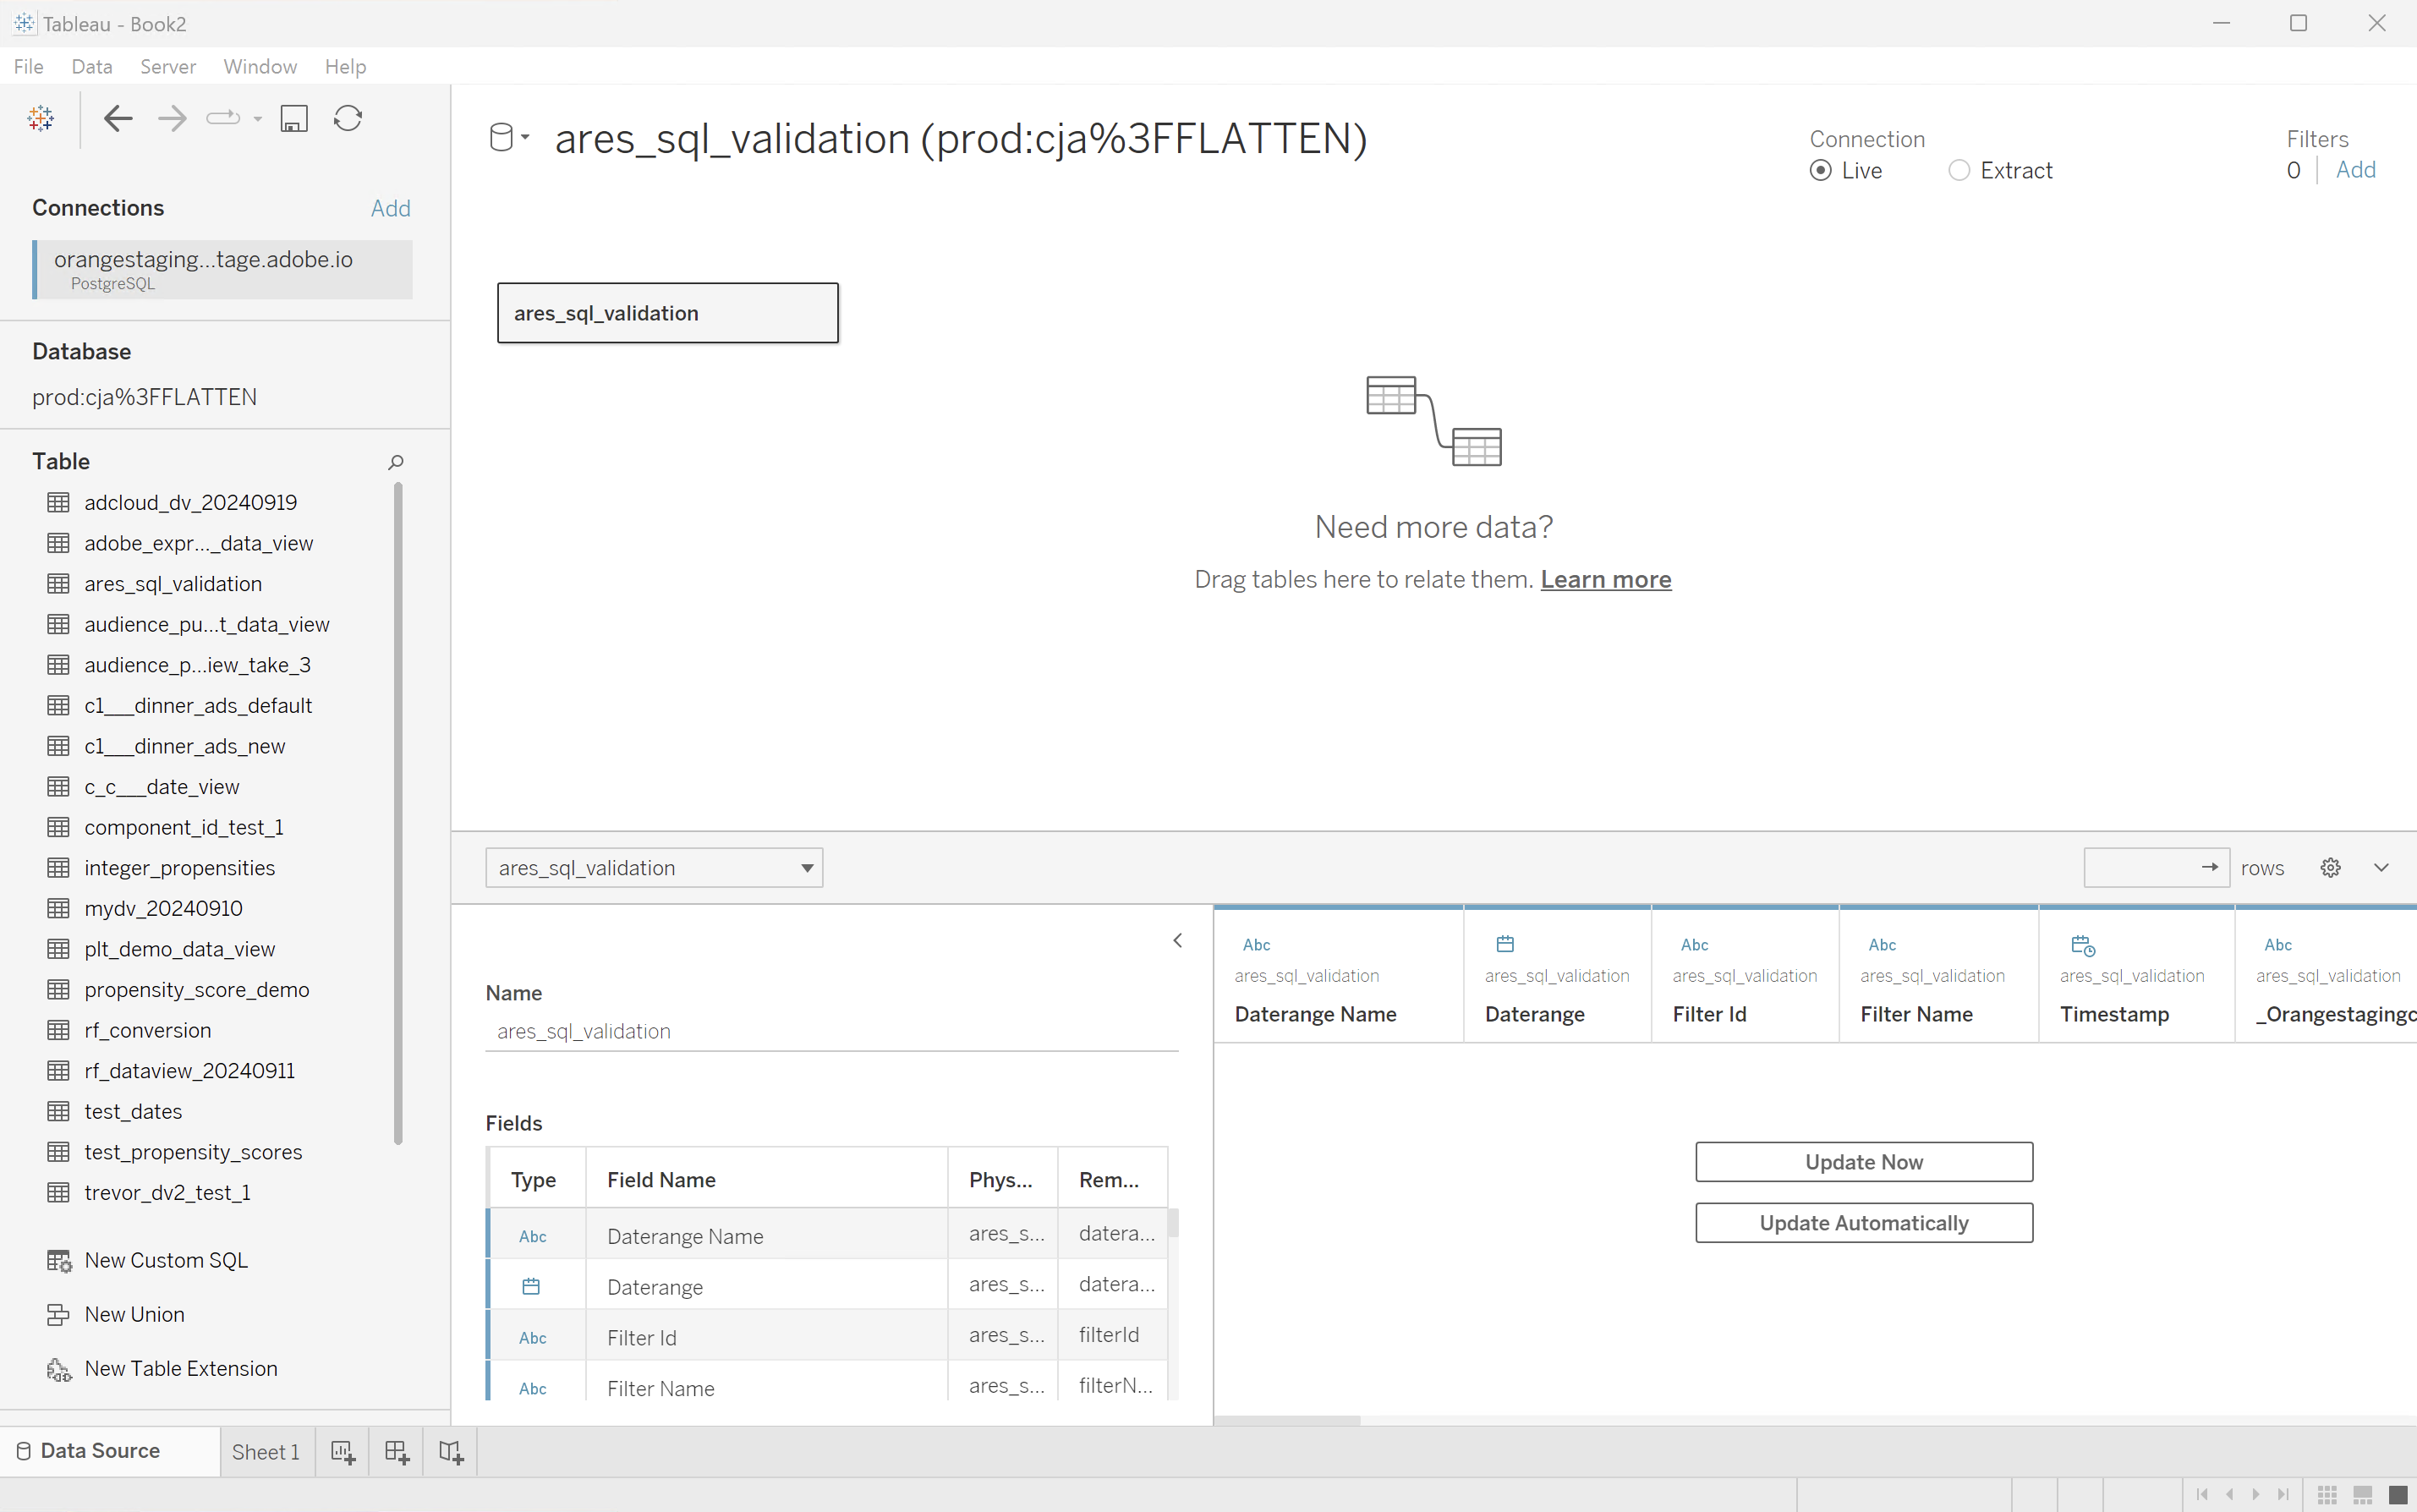 Tableau - Book2
File Data Server Window Help
Connections Add
orangestaging...tage.adobe.io
PostgreSQL
Database
prod:cja%3FFLATTEN
Table
adcloud_dv_20240919
adobe_expr..._data_view
ares_sql_validation
audience_pu...t_data_view
audience_p...iew_take_3
c1___dinner_ads_default
c1___dinner_ads_new
c_c___date_view
component_id_test_1
integer_propensities
mydv_20240910
plt_demo_data_view
propensity_score_demo
rf_conversion
rf_dataview_20240911
test_dates
test_propensity_scores
trevor_dv2_test_1
New Custom SQL
New Union
New Table Extension
ares_sql_validation (prod:cja%3FFLATTEN)
Connection
Live Extract
Filters
0 Add
ares_sql_validation
Need more data?
Drag tables here to relate them. Learn more
ares_sql_validation
rows
Name
ares_sql_validation
Fields
Type Field Name Phys... Rem...
Abc Daterange Name ares_s... datera...
Daterange ares_s... datera...
Abc Filter Id ares_s... filterId
Abc Filter Name ares_s... filterN...
Abc Abc Abc Abc
ares_sql_validation ares_sql_validation ares_sql_validation ares_sql_validation ares_sql_validation ares_sql_validation
Daterange Name Daterange Filter Id Filter Name Timestamp _Orangestagingc
Update Now
Update Automatically
Data Source Sheet 1